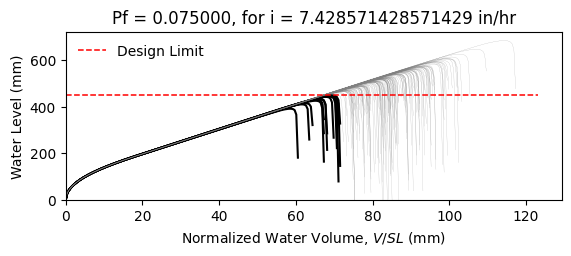 Pf = 0.075000, for i = 7.428571428571429 in/hr
Design Limit
Water Level (mm)
600
400
200
0
0 20 40 60 80 100 120
Normalized Water Volume, V/SL (mm)